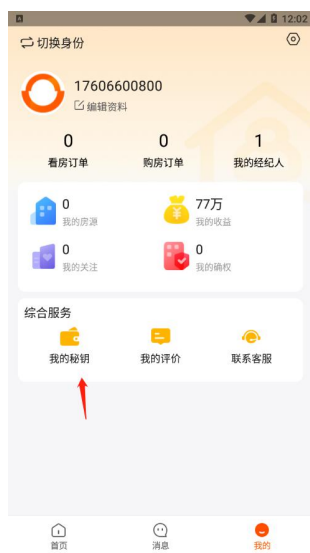 12:02
切换身份
17606600800
编辑资料
0 0 1
看房订单 购房订单 我的经纪人
0 77万
我的房源 我的收益
0 0
我的关注 我的确权
综合服务
我的秘钥 我的评价 联系客服
首页 消息 我的